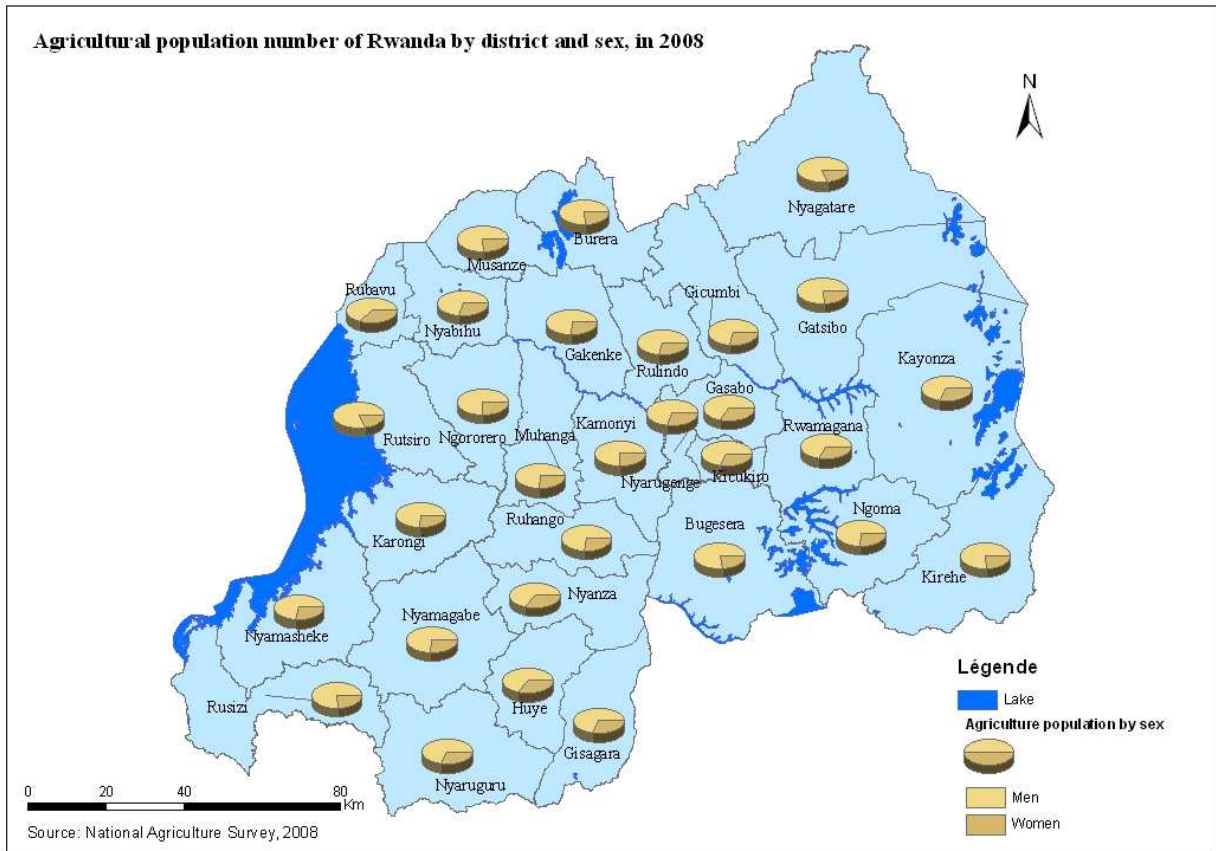 Agricultural population number of Rwanda by district and sex, in 2008
N
Nyagatare
Burera
Musanze
Rubavu
Gicumbi
Nyabihu
Gatsibo
Gakenke
Rulindo
Kayonza
Gasabo
Kamonyi
Rwamagana
Rutsiro
Ngororero
Muhanga
Nyarugenge
Kicukiro
Ruhango
Ngoma
Bugesera
Karongi
Kirehe
Nyanza
Nyamagabe
Nyamasheke
Rusizi
Huye
Gisagara
Nyaruguru
Légende
Lake
Agriculture population by sex
Men
Women
0 20 40 80
Km
Source: National Agriculture Survey, 2008